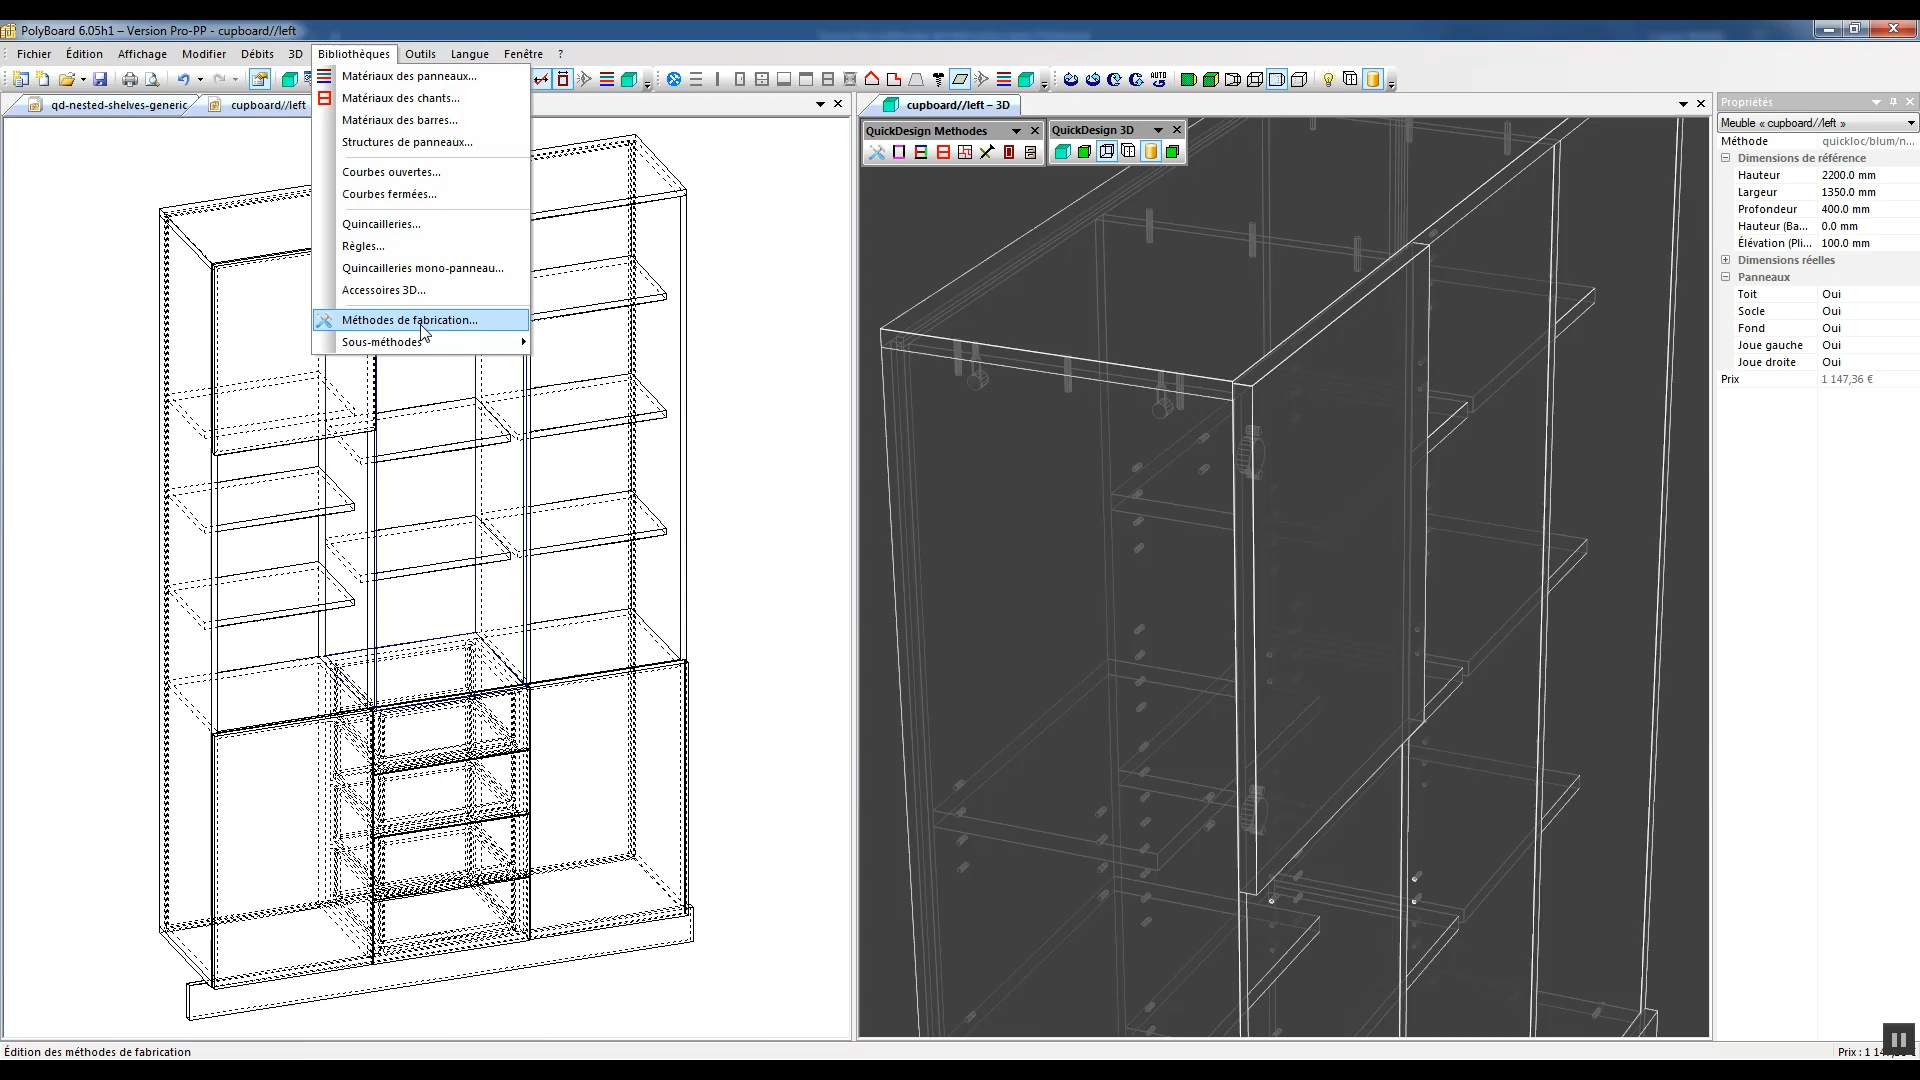 PolyBoard 6.05h1 – Version Pro-PP - cupboard//left
Fichier Édition Affichage Modifier Débits 3D Bibliothèques Outils Langue Fenêtre ?
AUTO
qd-nested-shelves-generic
cupboard//left
Matériaux des panneaux...
Matériaux des chants...
Matériaux des barres...
Structures de panneaux...
Courbes ouvertes...
Courbes fermées...
Quincailleries...
Règles...
Quincailleries mono-panneau...
Accessoires 3D...
Méthodes de fabrication...
Sous-méthodes
cupboard//left – 3D
QuickDesign Methodes
QuickDesign 3D
Propriétés
Meuble « cupboard//left »
Méthode quickloc/blum/n...
Dimensions de référence
Hauteur 2200.0 mm
Largeur 1350.0 mm
Profondeur 400.0 mm
Hauteur (Ba... 0.0 mm
Élévation (Pli... 100.0 mm
Dimensions réelles
Panneaux
Toit Oui
Socle Oui
Fond Oui
Joue gauche Oui
Joue droite Oui
Prix 1 147,36 €
Édition des méthodes de fabrication
Prix : 1